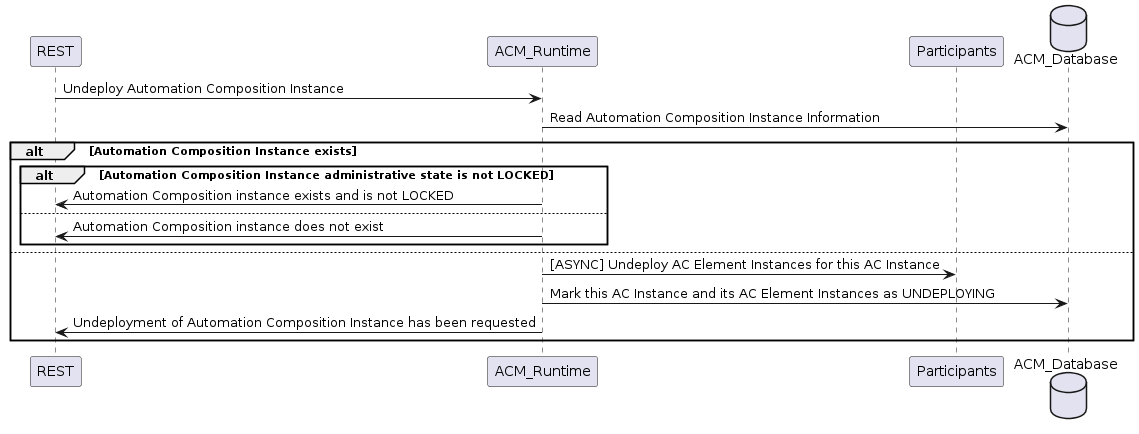 REST
ACM_Runtime
Participants
ACM_Database
Undeploy Automation Composition Instance
Read Automation Composition Instance Information
alt
[Automation Composition Instance exists]
alt
[Automation Composition Instance administrative state is not LOCKED]
Automation Composition instance exists and is not LOCKED
Automation Composition instance does not exist
[ASYNC] Undeploy AC Element Instances for this AC Instance
Mark this AC Instance and its AC Element Instances as UNDEPLOYING
Undeployment of Automation Composition Instance has been requested
REST
ACM_Runtime
Participants
ACM_Database